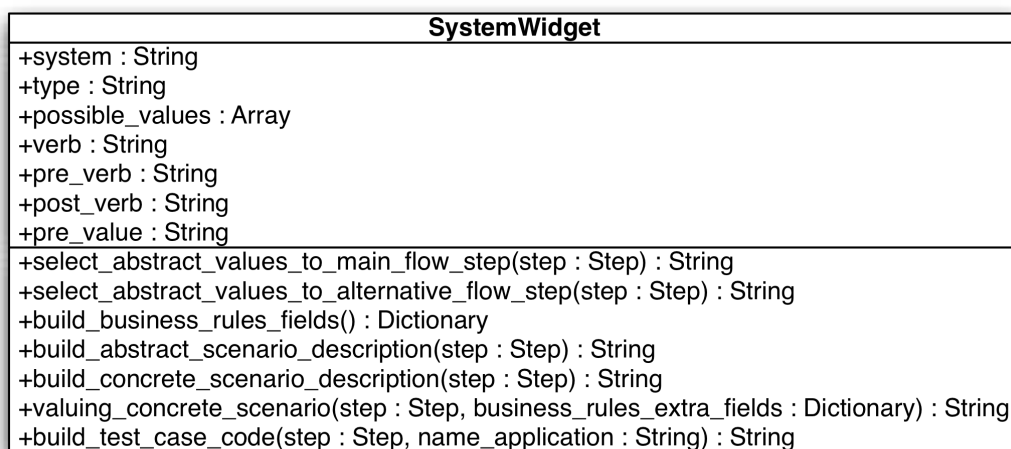 SystemWidget
+system : String
+type : String
+possible_values : Array
+verb : String
+pre_verb : String
+post_verb : String
+pre_value : String
+select_abstract_values_to_main_flow_step(step : Step) : String
+select_abstract_values_to_alternative_flow_step(step : Step) : String
+build_business_rules_fields() : Dictionary
+build_abstract_scenario_description(step : Step) : String
+build_concrete_scenario_description(step : Step) : String
+valuing_concrete_scenario(step : Step, business_rules_extra_fields : Dictionary) : String
+build_test_case_code(step : Step, name_application : String) : String